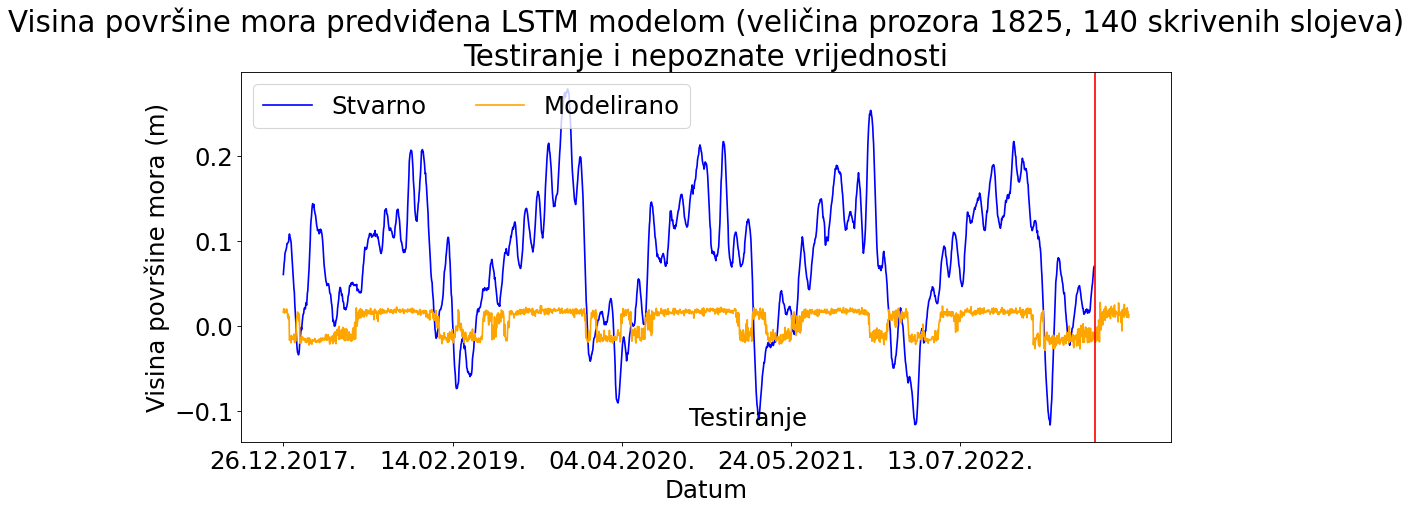 Visina površine mora predviđena LSTM modelom (veličina prozora 1825, 140 skrivenih slojeva)
Testiranje i nepoznate vrijednosti
Stvarno
Modelirano
Visina površine mora (m)
0.2
0.1
0.0
−0.1
Testiranje
26.12.2017.
14.02.2019.
04.04.2020.
24.05.2021.
13.07.2022.
Datum